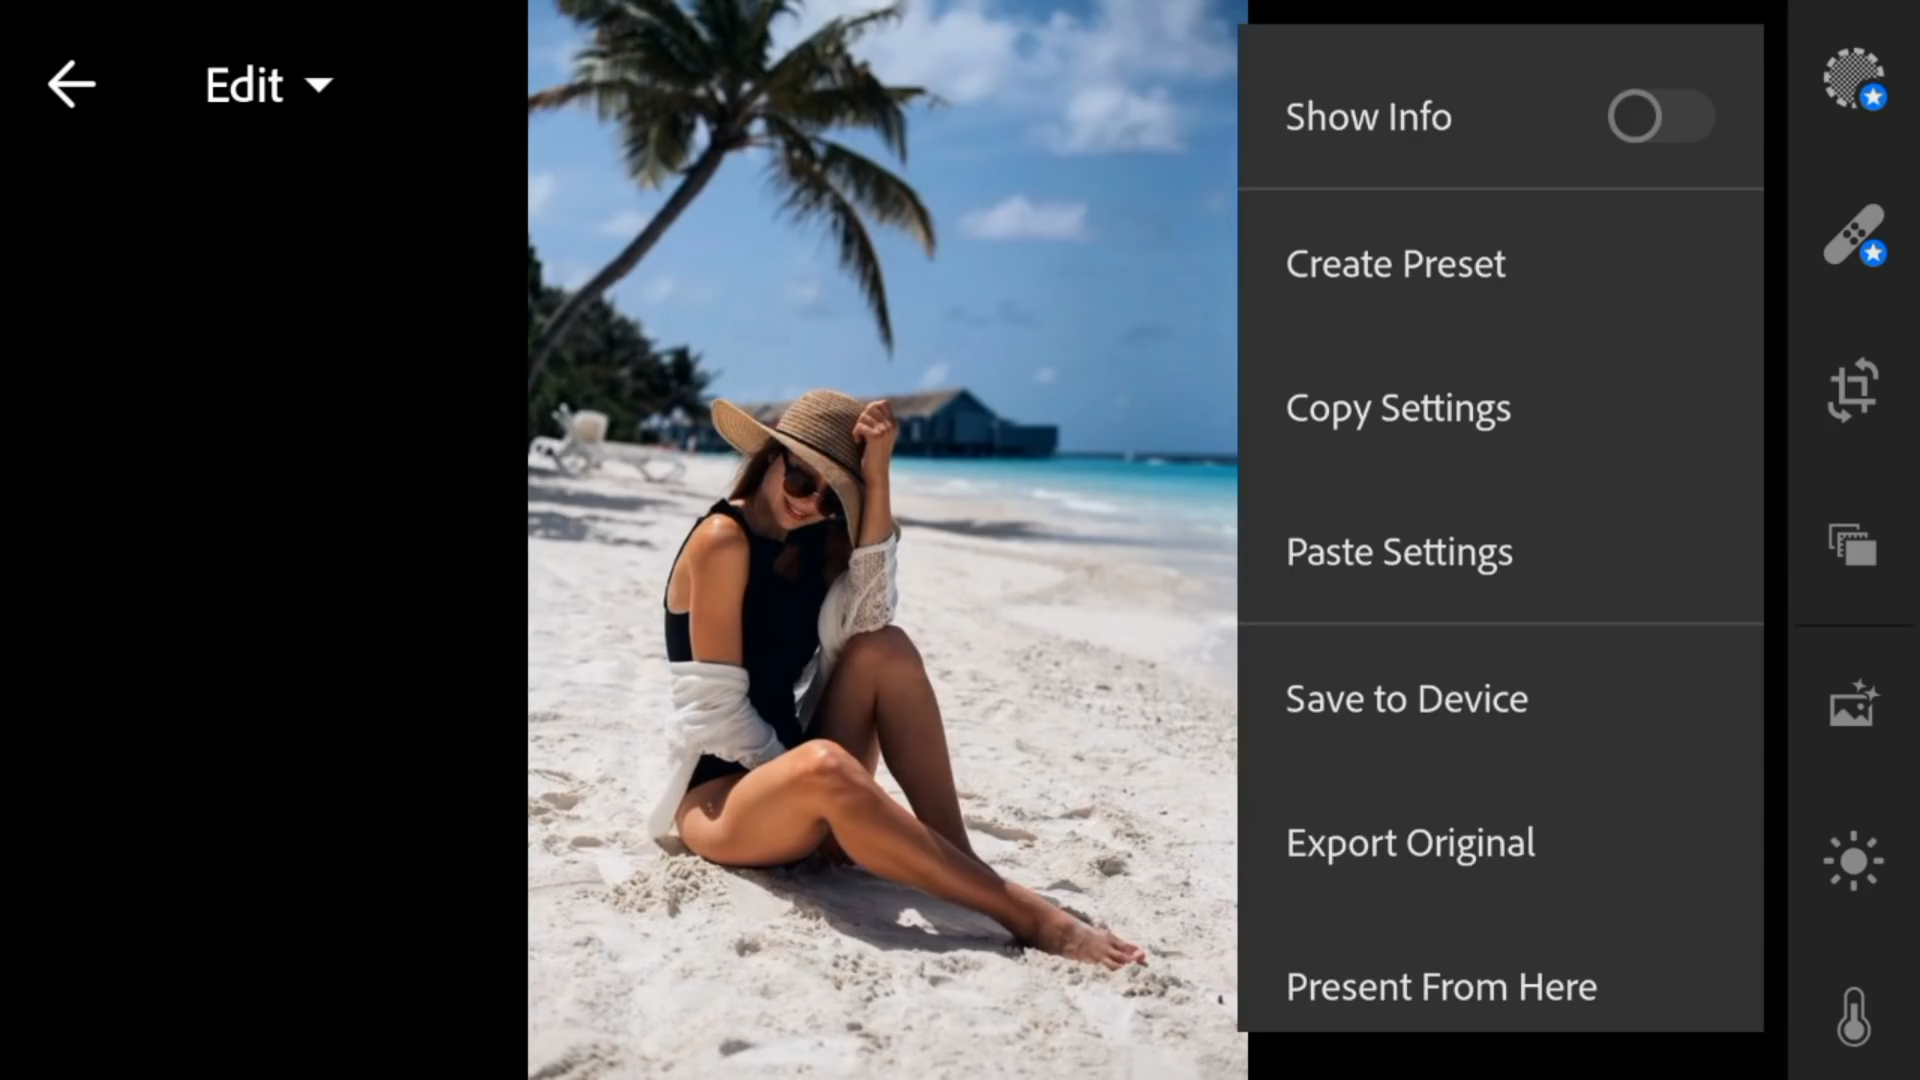 Edit
Show Info
Create Preset
Copy Settings
Paste Settings
Save to Device
Export Original
Present From Here